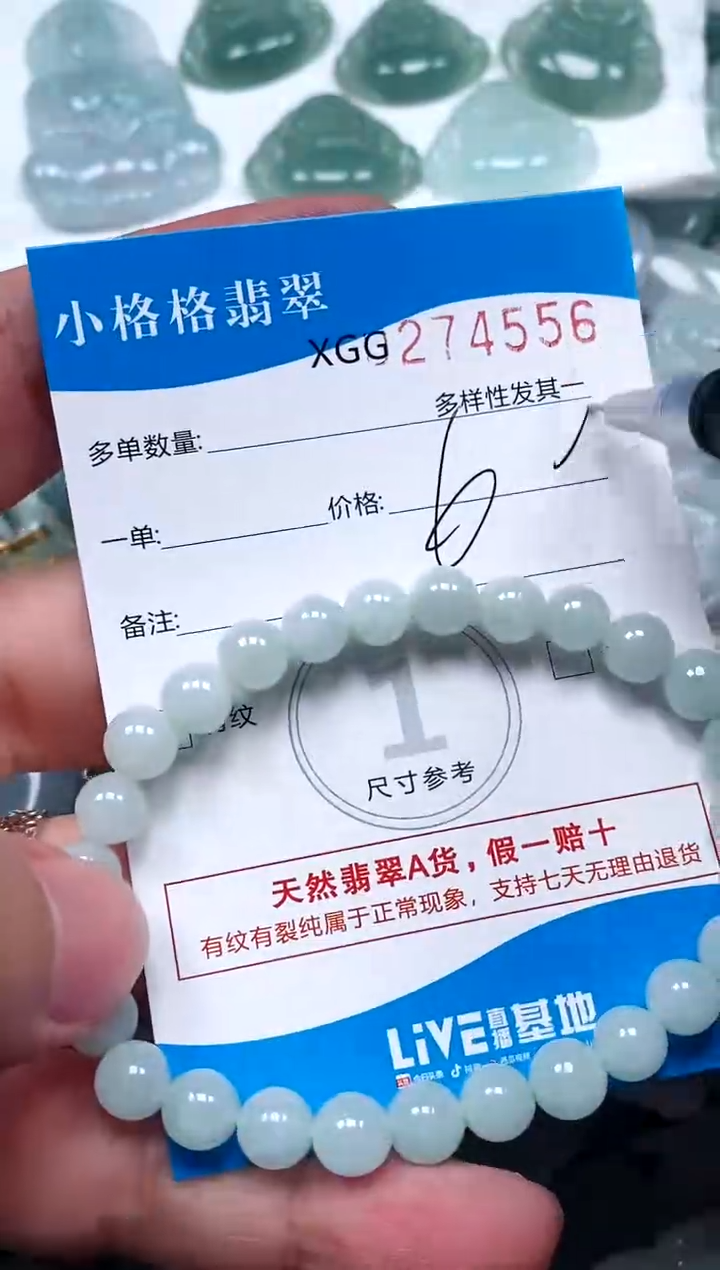 小格格翡翠
XGG274556
多样性发其一
多单数量:
一单:
价格:
6
备注:
纹
1
尺寸参考
天然翡翠A货，假一赔十
有纹有裂纯属于正常现象，支持七天无理由退货
LiVE直播基地